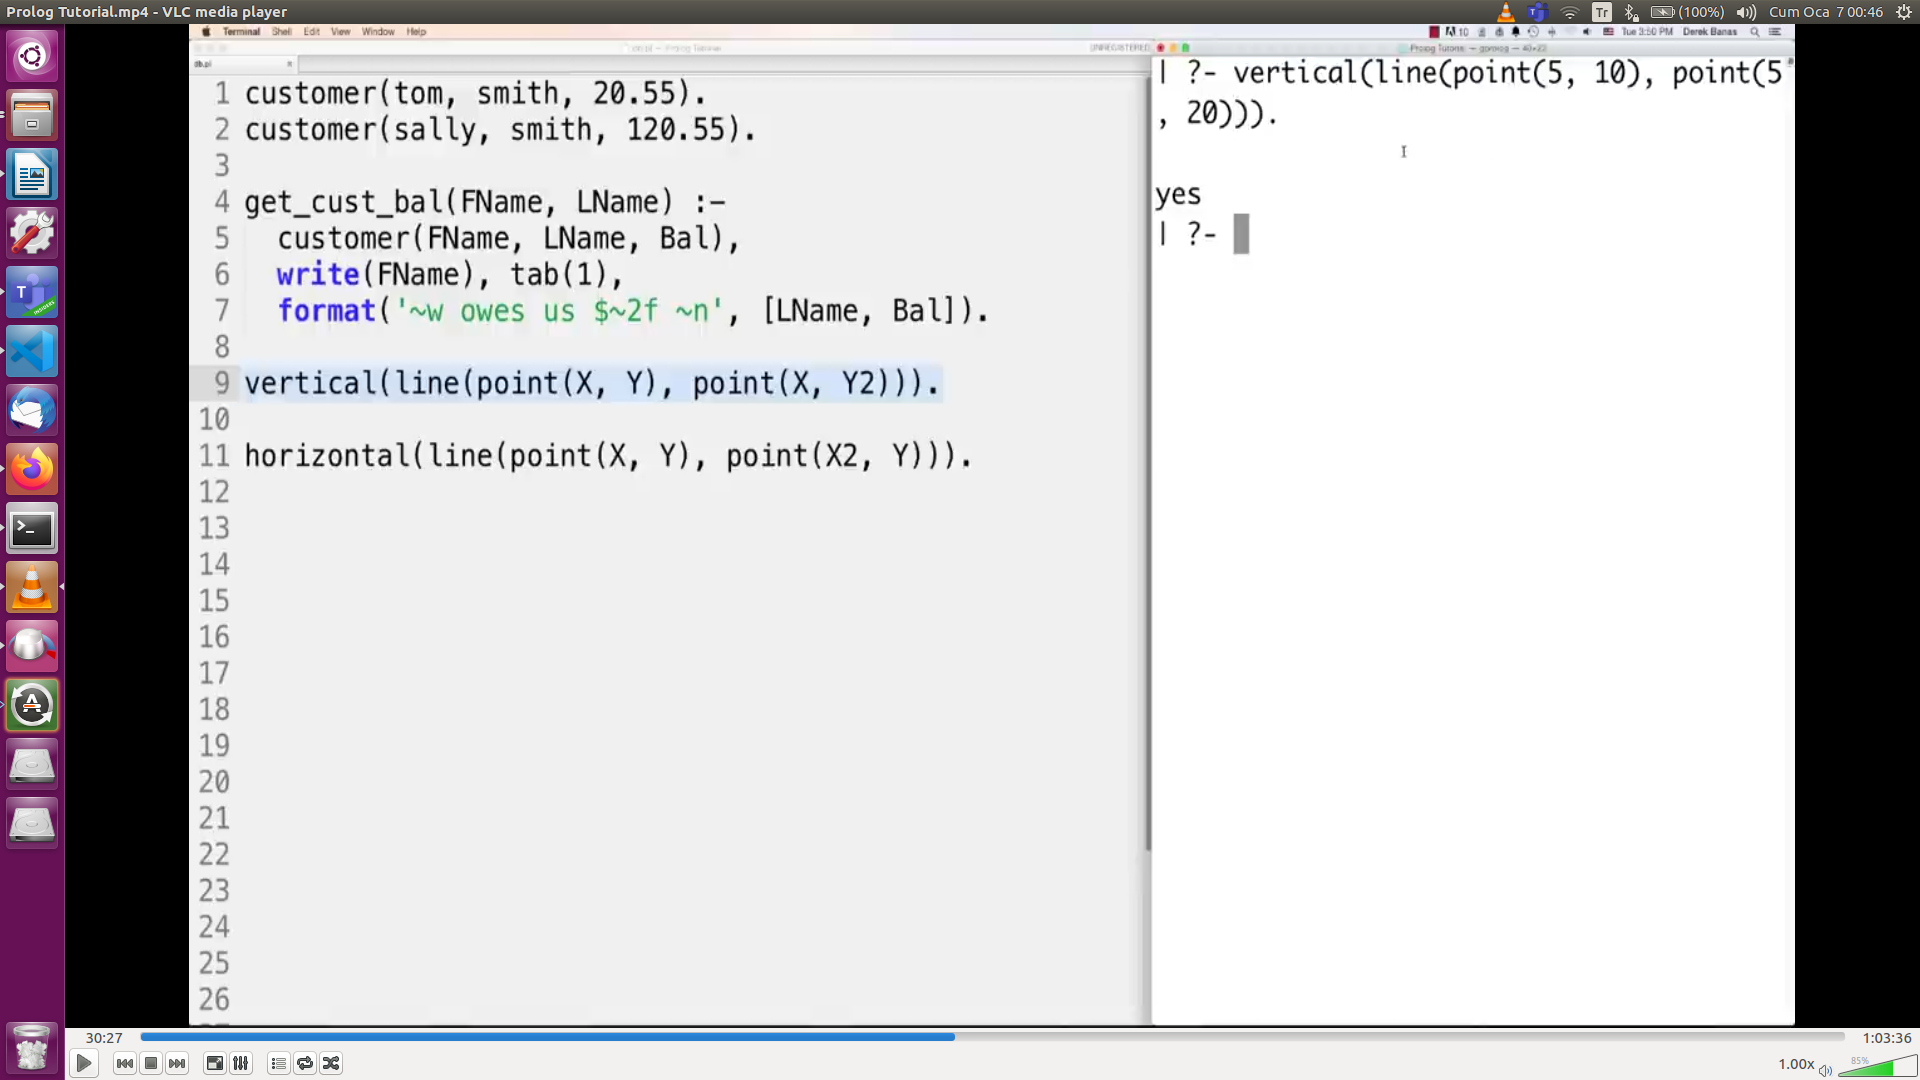 Prolog Tutorial.mp4 - VLC media player
Tr
(100%)
Cum Oca 7 00:46
Terminal Shell Edit View Window Help
10
Tue 3:50 PM Derek Banas
UNREGISTERED
db.pl
1 customer(tom, smith, 20.55).
2 customer(sally, smith, 120.55).
3
4 get_cust_bal(FName, LName) :-
5 customer(FName, LName, Bal),
6 write(FName), tab(1),
7 format('~w owes us $~2f ~n', [LName, Bal]).
8
9 vertical(line(point(X, Y), point(X, Y2))).
10
11 horizontal(line(point(X, Y), point(X2, Y))).
12
13
14
15
16
17
18
19
20
21
22
23
24
25
26
| ?- vertical(line(point(5, 10), point(5
, 20))).
yes
| ?-
30:27
1:03:36
1.00x
85%